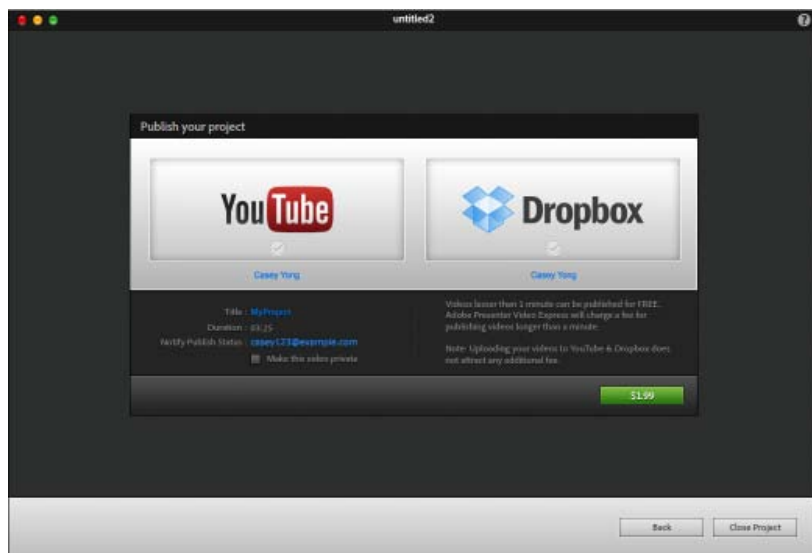 untitled2
?
Publish your project
YouTube
Dropbox
Casey Yong
Casey Yong
Title : MyProject
Duration : 03:25
Notify Publish Status : casey123@example.com
Make this video private
Videos lesser than 1 minute can be published for FREE.
Adobe Presenter Video Express will charge a fee for
publishing videos longer than a minute.
Note: Uploading your videos to YouTube & Dropbox does
not attract any additional fee.
$1.99
Back
Close Project